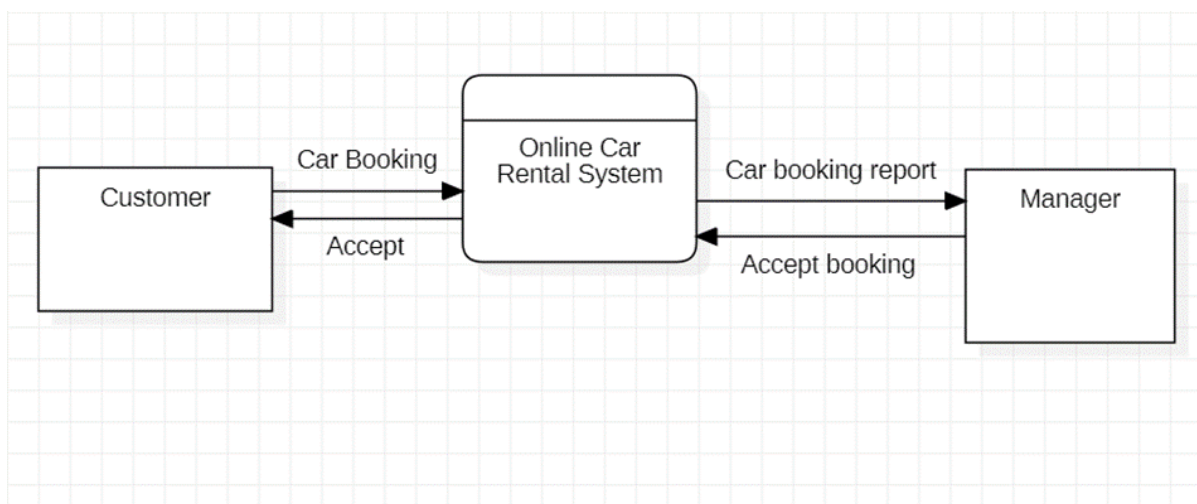 Customer
Car Booking
Accept
Online Car
Rental System
Car booking report
Accept booking
Manager